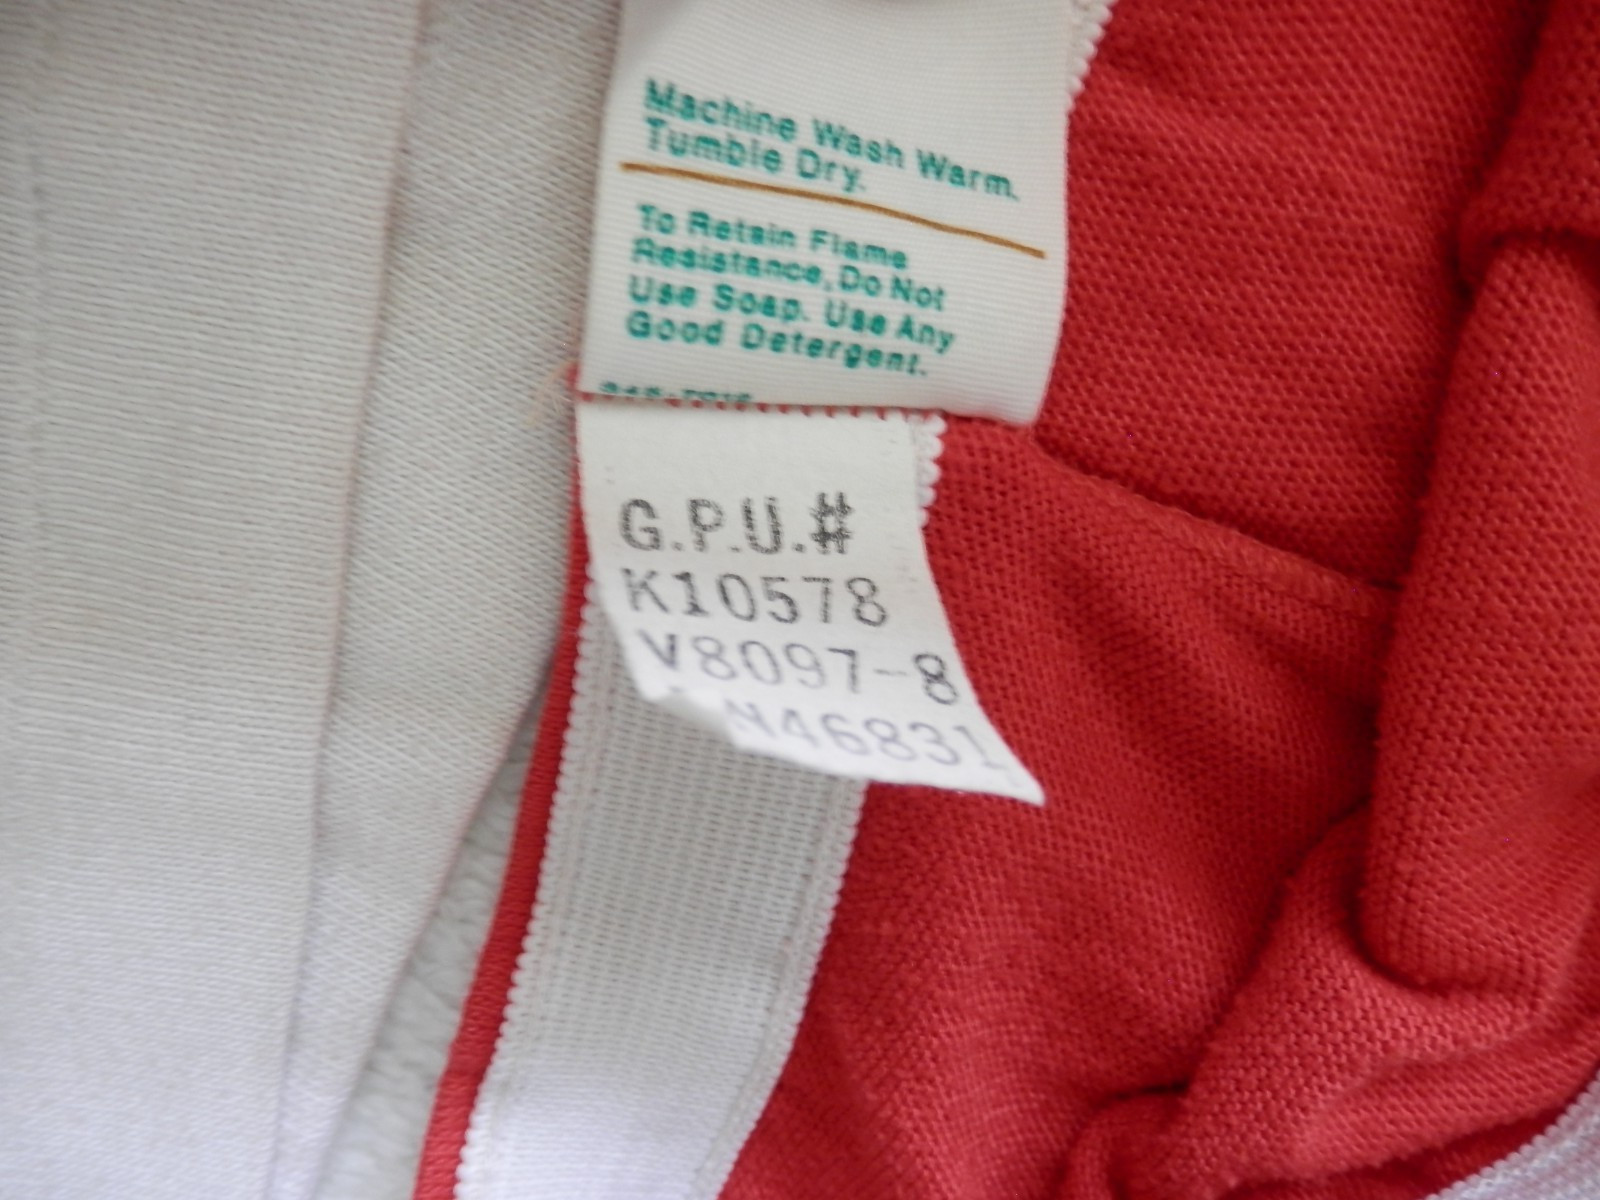 Machine Wash Warm.
Tumble Dry.
To Retain Flame
Resistance, Do Not
Use Soap. Use Any
Good Detergent.
G.P.U.#
K10578
V8097-8
N46831